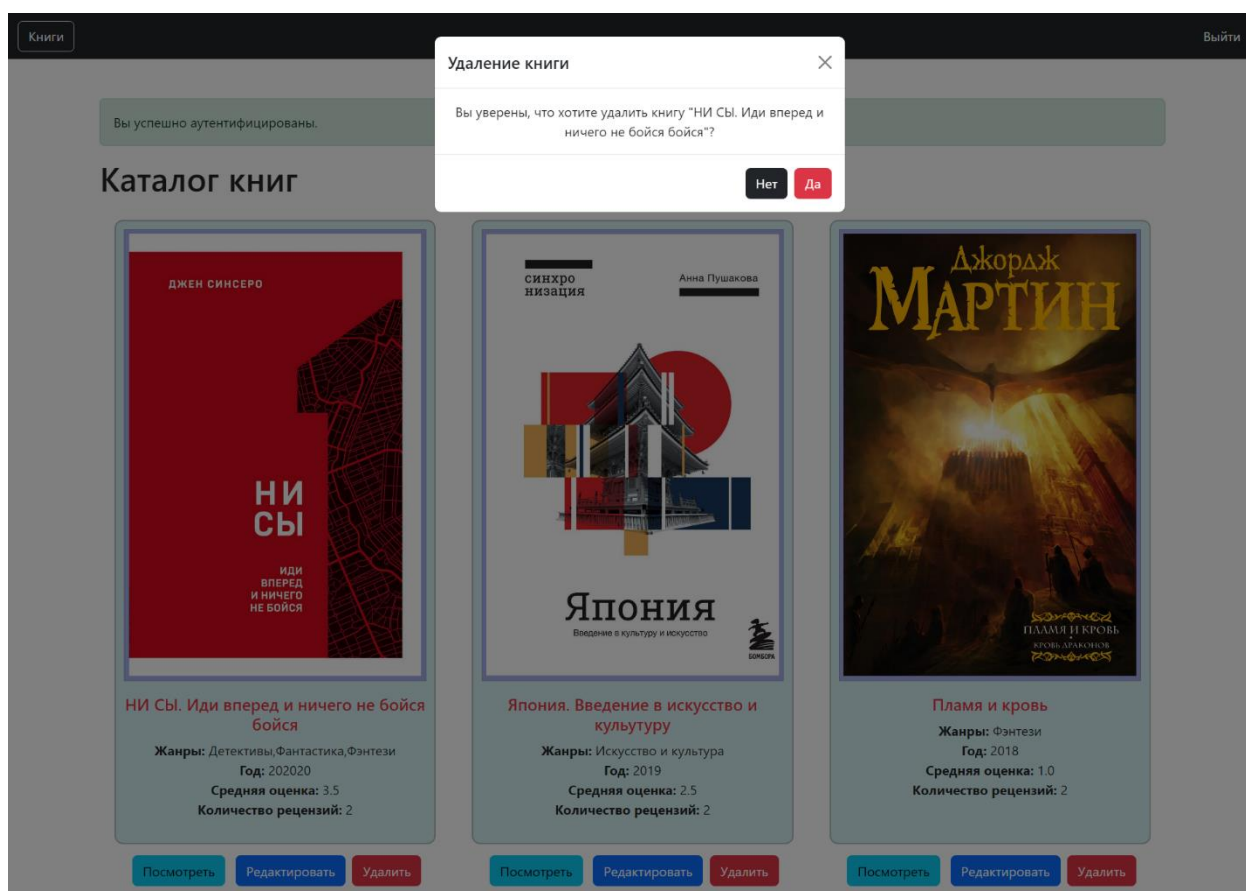 Книги
Выйти
Удаление книги
Вы уверены, что хотите удалить книгу "НИ СЫ. Иди вперед и
ничего не бойся бойся"?
Нет
Да
Вы успешно аутентифицированы.
Каталог книг
ДЖЕН СИНСЕРО
НИ
СЫ
ИДИ
ВПЕРЕД
И НИЧЕГО
НЕ БОЙСЯ
НИ СЫ. Иди вперед и ничего не бойся
бойся
Жанры: Детективы,Фантастика,Фэнтези
Год: 202020
Средняя оценка: 3.5
Количество рецензий: 2
Посмотреть
Редактировать
Удалить
синхро
низация
Анна Пушакова
Япония
Введение в культуру и искусство
БОМБОРА
Япония. Введение в искусство и
кульутуру
Жанры: Искусство и культура
Год: 2019
Средняя оценка: 2.5
Количество рецензий: 2
Посмотреть
Редактировать
Удалить
Джордж
МАРТИН
ПЛАМЯ И КРОВЬ
КРОВЬ ДРАКОНОВ
Пламя и кровь
Жанры: Фэнтези
Год: 2018
Средняя оценка: 1.0
Количество рецензий: 2
Посмотреть
Редактировать
Удалить